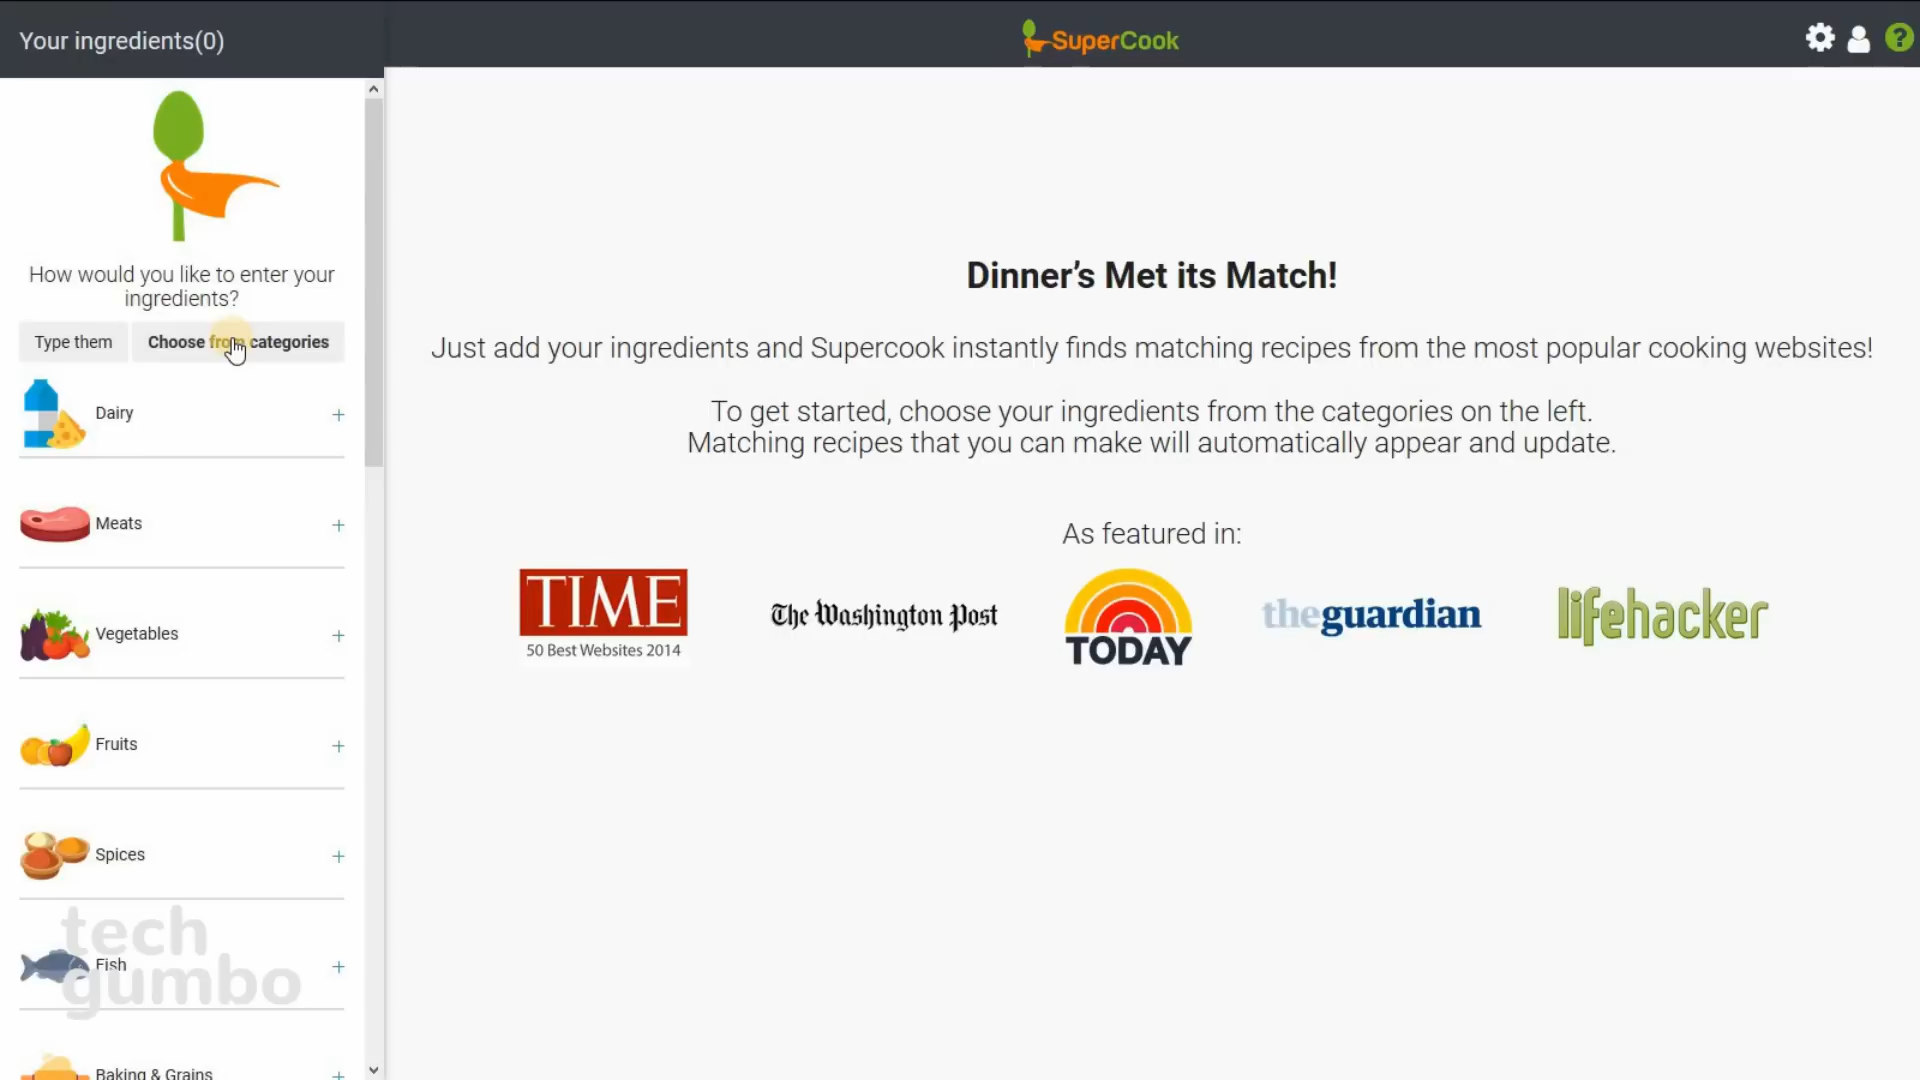 Your ingredients(0)
SuperCook
?
How would you like to enter your
ingredients?
Type them
Choose from categories
Dairy
+
Meats
+
Vegetables
+
Fruits
+
Spices
+
Fish
+
Baking & Grains
+
tech
gumbo
Dinner’s Met its Match!
Just add your ingredients and Supercook instantly finds matching recipes from the most popular cooking websites!
To get started, choose your ingredients from the categories on the left.
Matching recipes that you can make will automatically appear and update.
As featured in:
TIME
50 Best Websites 2014
The Washington Post
TODAY
theguardian
lifehacker